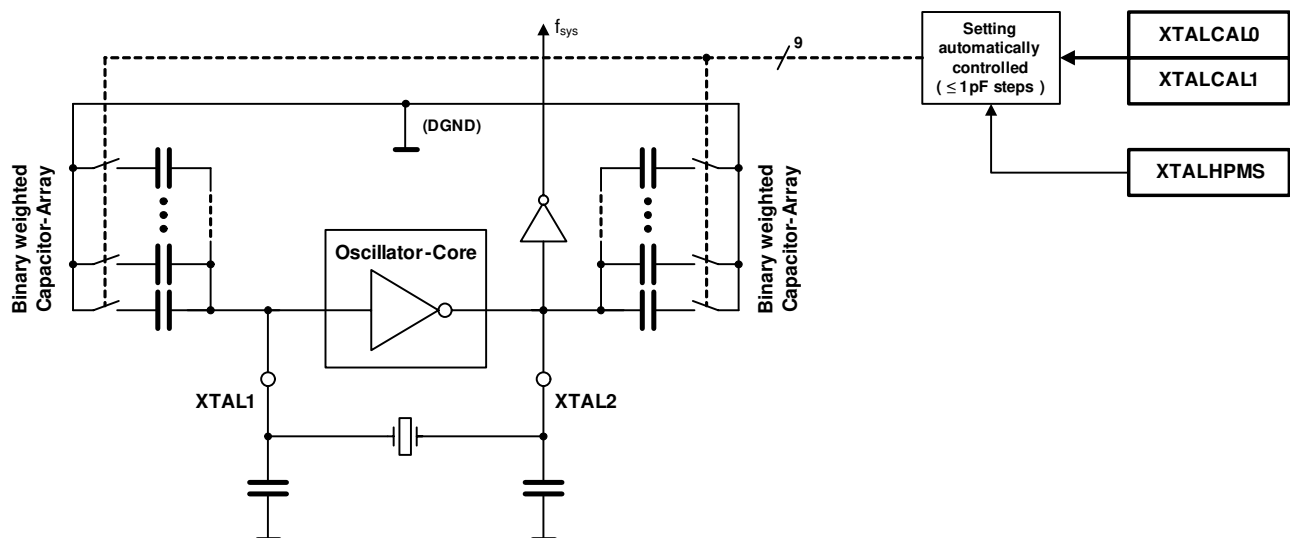 f_sys
9
Setting
automatically
controlled
( ≤ 1pF steps )
XTALCAL0
XTALCAL1
XTALHPMS
(DGND)
Binary weighted
Capacitor-Array
Oscillator-Core
Binary weighted
Capacitor-Array
XTAL1
XTAL2